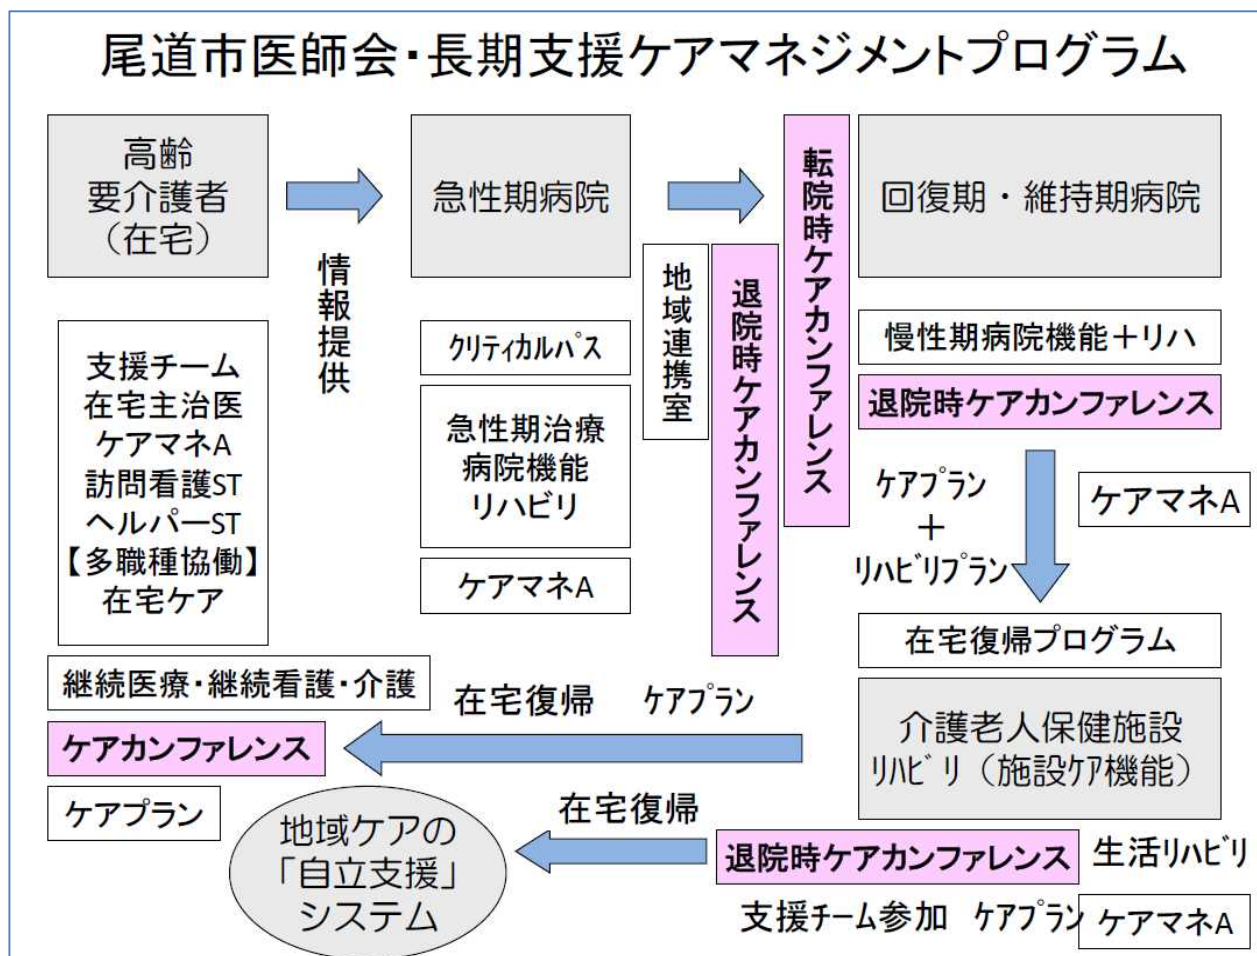 尾道市医師会・長期支援ケアマネジメントプログラム
高齢
要介護者
（在宅）
情報提供
急性期病院
地域連携室
退院時ケアカンファレンス
転院時ケアカンファレンス
回復期・維持期病院
支援チーム
在宅主治医
ケアマネA
訪問看護ST
ヘルパーST
【多職種協働】
在宅ケア
ｸﾘﾃｨｶﾙﾊﾟｽ
急性期治療
病院機能
リハビリ
ケアマネA
慢性期病院機能＋リハ
退院時ケアカンファレンス
ｹｱﾌﾟﾗﾝ
＋
ﾘﾊﾋﾞﾘﾌﾟﾗﾝ
ケアマネA
在宅復帰プログラム
介護老人保健施設
ﾘﾊﾋﾞﾘ（施設ｹｱ機能）
継続医療・継続看護・介護
ケアカンファレンス
ケアプラン
在宅復帰 ｹｱﾌﾟﾗﾝ
地域ケアの
「自立支援」
システム
在宅復帰
退院時ケアカンファレンス
生活ﾘﾊﾋﾞﾘ
支援ﾁｰﾑ参加 ｹｱﾌﾟﾗﾝ
ケアマネA